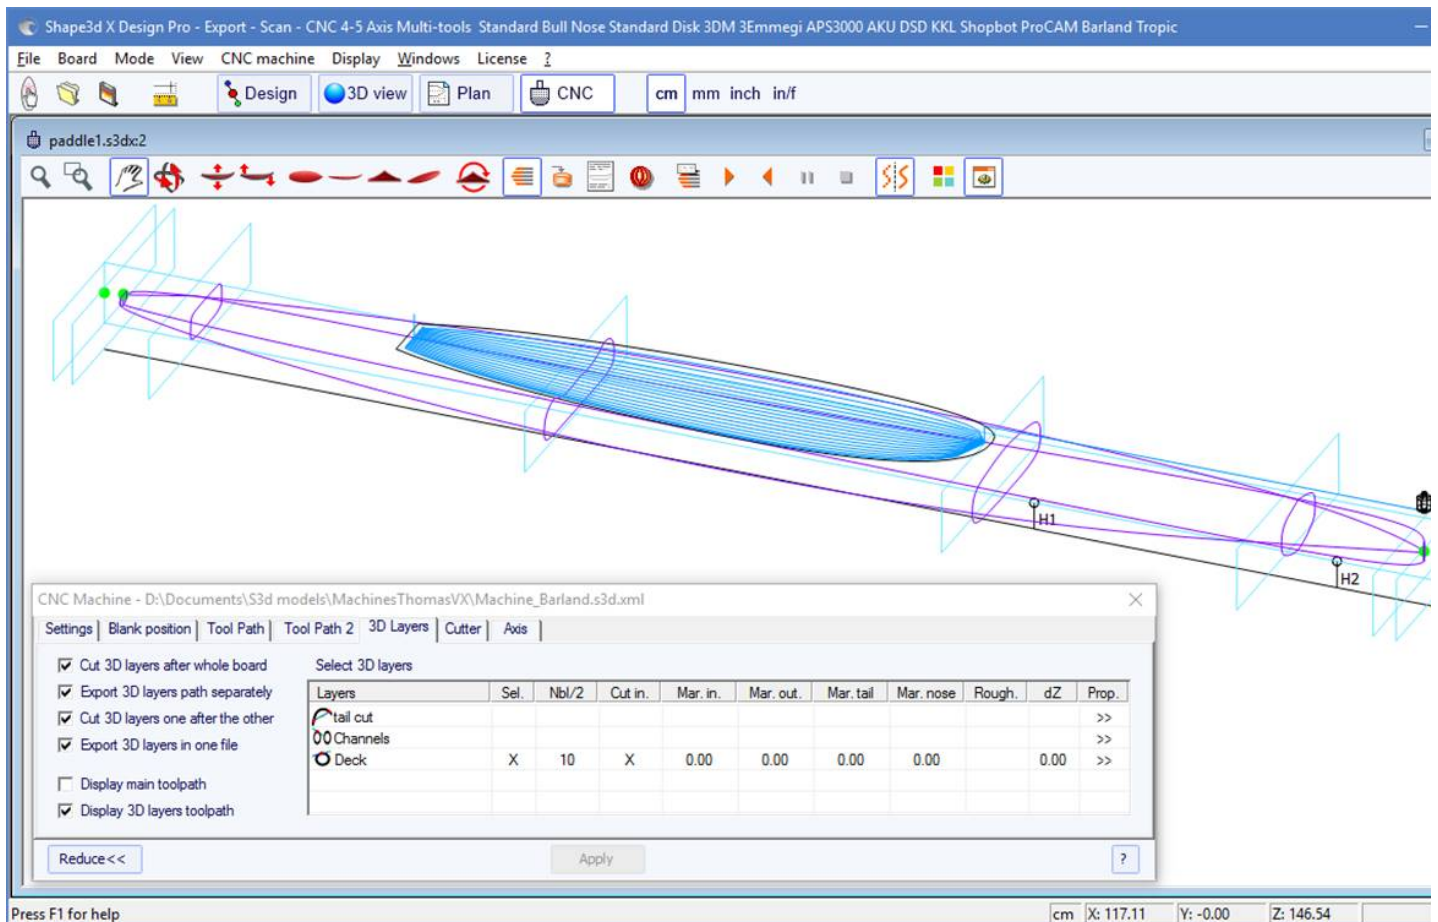 Shape3d X Design Pro - Export - Scan - CNC 4-5 Axis Multi-tools  Standard Bull Nose Standard Disk 3DM 3Emmegi APS3000 AKU DSD KKL Shopbot ProCAM Barland Tropic
File Board Mode View CNC machine Display Windows License ?
Design 3D view Plan CNC cm mm inch in/f
paddle1.s3dx:2
H1
H2
CNC Machine - D:\Documents\S3d models\MachinesThomasVX\Machine_Barland.s3d.xml
Settings Blank position Tool Path Tool Path 2 3D Layers Cutter Axis
Cut 3D layers after whole board
Export 3D layers path separately
Cut 3D layers one after the other
Export 3D layers in one file
Display main toolpath
Display 3D layers toolpath
Select 3D layers
Layers Sel. Nbl/2 Cut in. Mar. in. Mar. out. Mar. tail Mar. nose Rough. dZ Prop.
tail cut >>
Channels >>
Deck X 10 X 0.00 0.00 0.00 0.00 0.00 >>
Reduce<< Apply ?
Press F1 for help cm X: 117.11 Y: -0.00 Z: 146.54